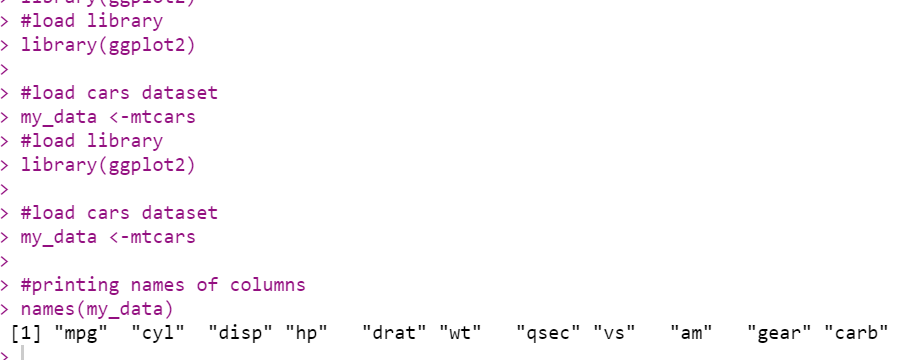 > library(ggplot2)
> #load library
> library(ggplot2)
>
> #load cars dataset
> my_data <-mtcars
> #load library
> library(ggplot2)
>
> #load cars dataset
> my_data <-mtcars
>
> #printing names of columns
> names(my_data)
[1] "mpg"  "cyl"  "disp" "hp"   "drat" "wt"   "qsec" "vs"   "am"   "gear" "carb"
>